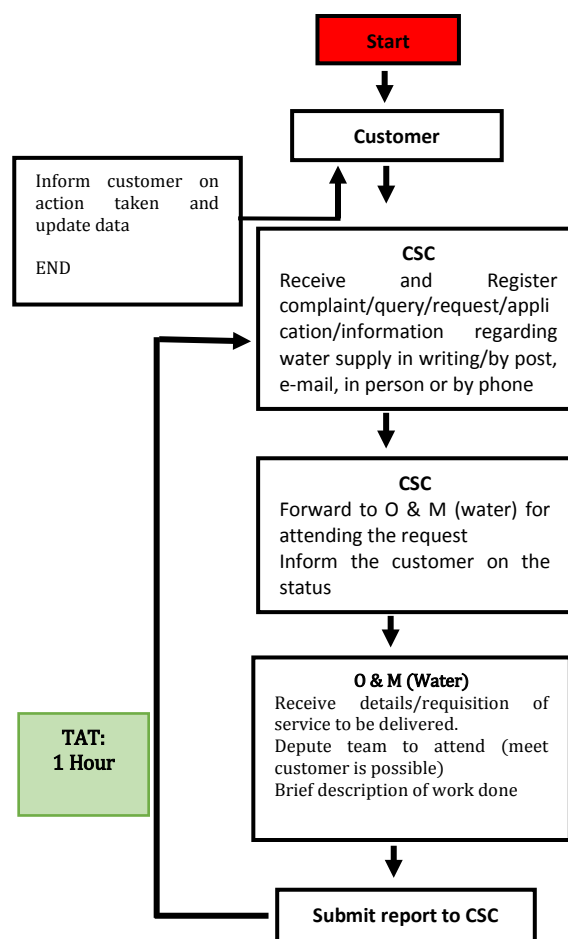 Start
Customer
Inform customer on
action taken and
update data
END
CSC
Receive and Register
complaint/query/request/appli
cation/information regarding
water supply in writing/by post,
e-mail, in person or by phone
CSC
Forward to O & M (water) for
attending the request
Inform the customer on the
status
O & M (Water)
Receive details/requisition of
service to be delivered.
Depute team to attend (meet
customer is possible)
Brief description of work done
TAT:
1 Hour
Submit report to CSC